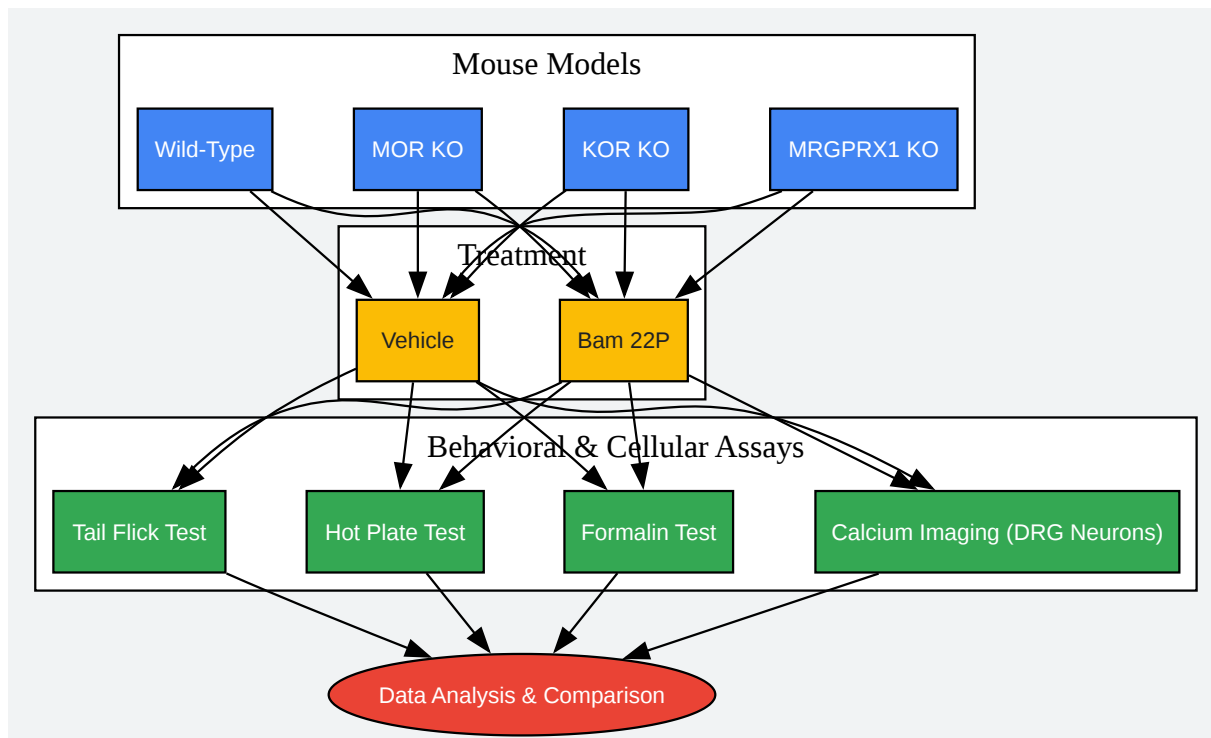 Mouse Models
Wild-Type
MOR KO
KOR KO
MRGPRX1 KO
Treatment
Vehicle
Bam 22P
Behavioral & Cellular Assays
Tail Flick Test
Hot Plate Test
Formalin Test
Calcium Imaging (DRG Neurons)
Data Analysis & Comparison